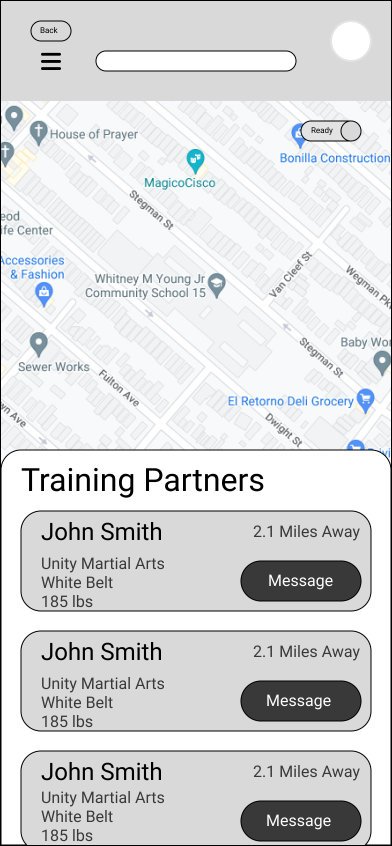 Back
Ready
House of Prayer
Bonilla Construction
MagicoCisco
Stegman St
eod
ife Center
Van Cleef St
Accessories
& Fashion
Whitney M Young Jr
Community School 15
Wegman Pk
Stegman St
Baby Wor
Sewer Works
Fulton Ave
El Retorno Deli Grocery
wn Ave
Dwight St
Training Partners
John Smith
2.1 Miles Away
Unity Martial Arts
White Belt
185 lbs
Message
John Smith
2.1 Miles Away
Unity Martial Arts
White Belt
185 lbs
Message
John Smith
2.1 Miles Away
Unity Martial Arts
White Belt
185 lbs
Message